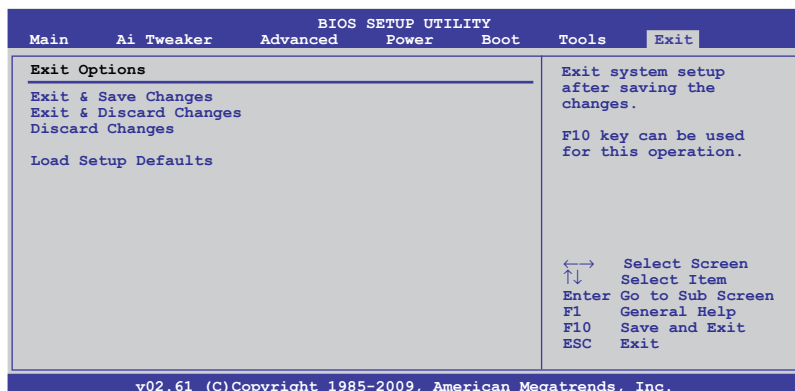 BIOS SETUP UTILITY
Main Ai Tweaker Advanced Power Boot Tools Exit
Exit Options
Exit & Save Changes
Exit & Discard Changes
Discard Changes
Load Setup Defaults
Exit system setup
after saving the
changes.
F10 key can be used
for this operation.
←→ Select Screen
↑↓ Select Item
Enter Go to Sub Screen
F1 General Help
F10 Save and Exit
ESC Exit
v02.61 (C)Copyright 1985-2009, American Megatrends, Inc.